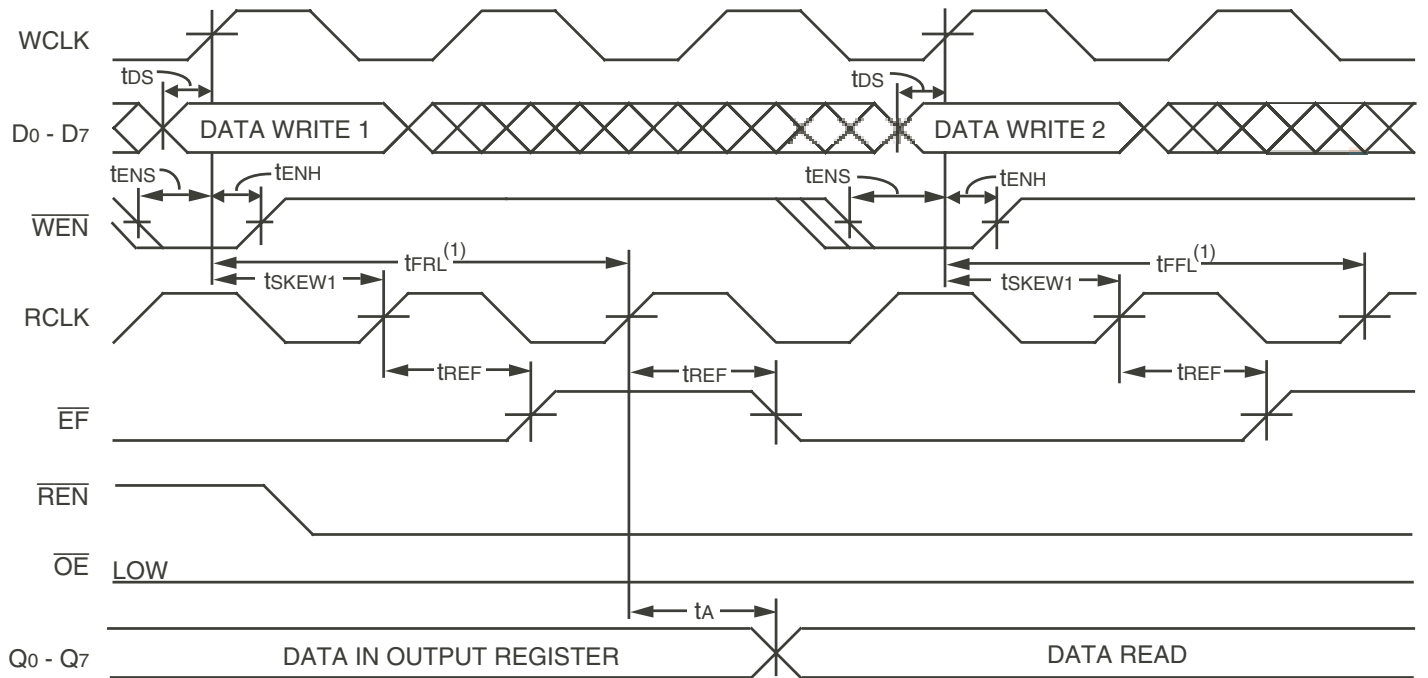 WCLK
tDS tDS
D0 - D7 DATA WRITE 1 DATA WRITE 2
tENS tENH tENS tENH
WEN
tFRL(1) tFFL(1)
tSKEW1 tSKEW1
RCLK
tREF tREF tREF
EF
REN
OE LOW
tA
Q0 - Q7 DATA IN OUTPUT REGISTER DATA READ